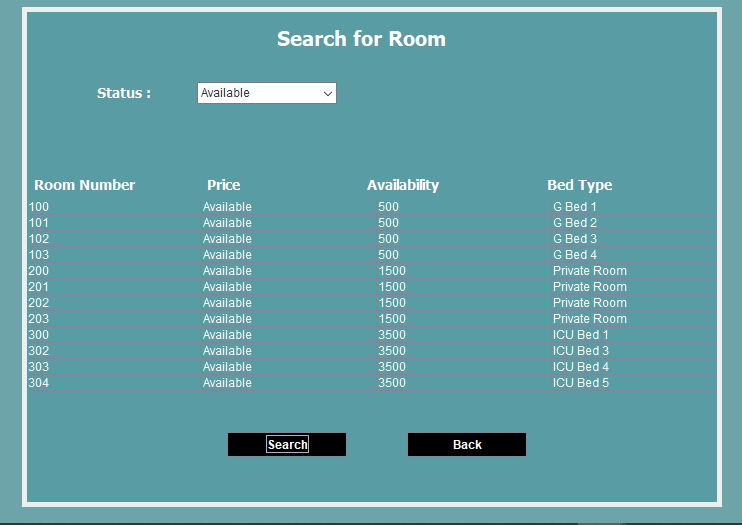 Search for Room
Status : Available
Room Number Price Availability Bed Type
100 Available 500 G Bed 1
101 Available 500 G Bed 2
102 Available 500 G Bed 3
103 Available 500 G Bed 4
200 Available 1500 Private Room
201 Available 1500 Private Room
202 Available 1500 Private Room
203 Available 1500 Private Room
300 Available 3500 ICU Bed 1
302 Available 3500 ICU Bed 3
303 Available 3500 ICU Bed 4
304 Available 3500 ICU Bed 5
Search Back